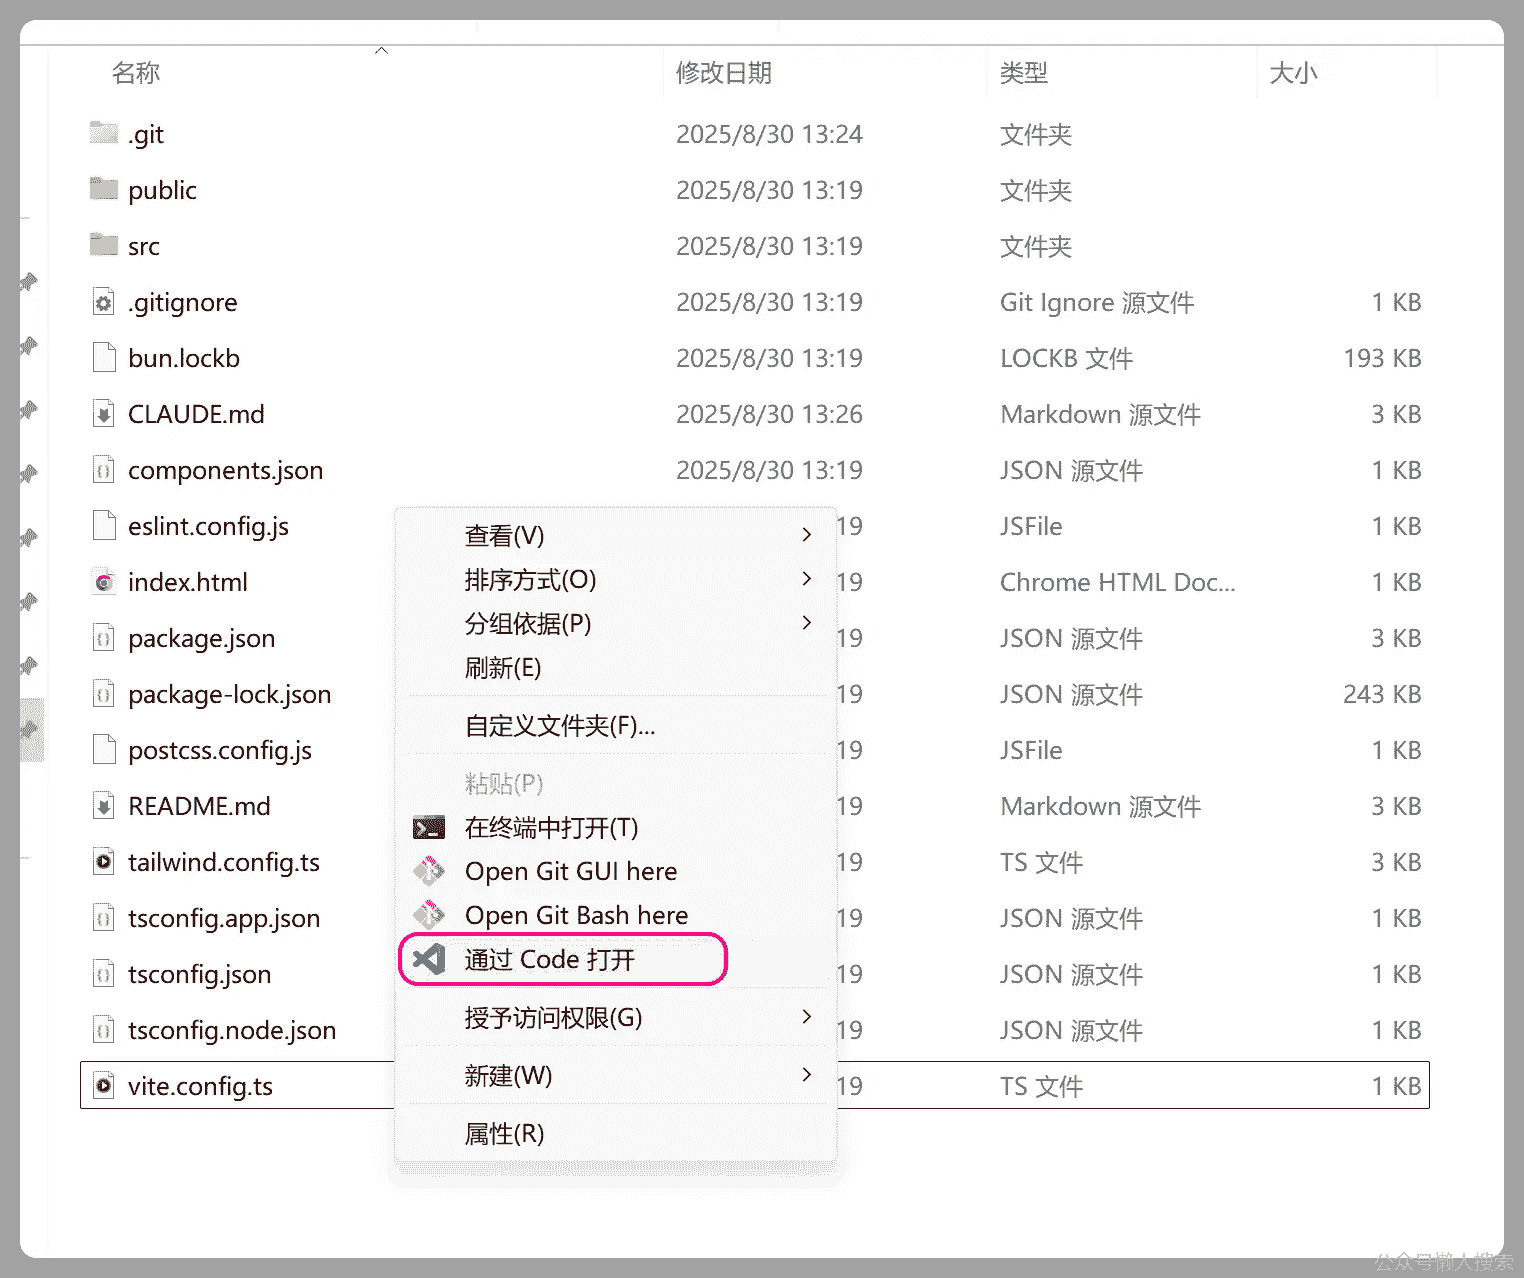 名称 修改日期 类型 大小
.git 2025/8/30 13:24 文件夹
public 2025/8/30 13:19 文件夹
src 2025/8/30 13:19 文件夹
.gitignore 2025/8/30 13:19 Git Ignore 源文件 1 KB
bun.lockb 2025/8/30 13:19 LOCKB 文件 193 KB
CLAUDE.md 2025/8/30 13:26 Markdown 源文件 3 KB
components.json 2025/8/30 13:19 JSON 源文件 1 KB
eslint.config.js 19 JSFile 1 KB
index.html 19 Chrome HTML Doc... 1 KB
package.json 19 JSON 源文件 3 KB
package-lock.json 19 JSON 源文件 243 KB
postcss.config.js 19 JSFile 1 KB
README.md 19 Markdown 源文件 3 KB
tailwind.config.ts 19 TS 文件 3 KB
tsconfig.app.json 19 JSON 源文件 1 KB
tsconfig.json 19 JSON 源文件 1 KB
tsconfig.node.json 19 JSON 源文件 1 KB
vite.config.ts 19 TS 文件 1 KB
查看(V)
排序方式(O)
分组依据(P)
刷新(E)
自定义文件夹(F)...
粘贴(P)
在终端中打开(T)
Open Git GUI here
Open Git Bash here
通过 Code 打开
授予访问权限(G)
新建(W)
属性(R)
公众号懒人搜索